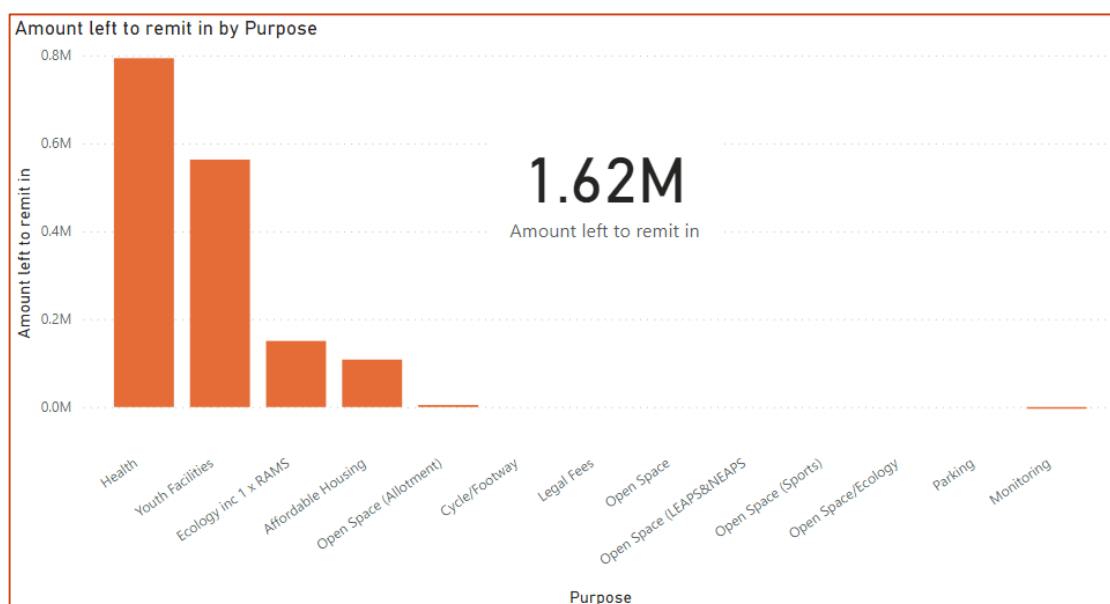 Amount left to remit in by Purpose
Amount left to remit in
0.8M
0.6M
0.4M
0.2M
0.0M
1.62M
Amount left to remit in
Health
Youth Facilities
Ecology inc 1 x RAMS
Affordable Housing
Open Space (Allotment)
Cycle/Footway
Legal Fees
Open Space
Open Space (LEAPS&NEAPS
Open Space (Sports)
Open Space/Ecology
Parking
Monitoring
Purpose